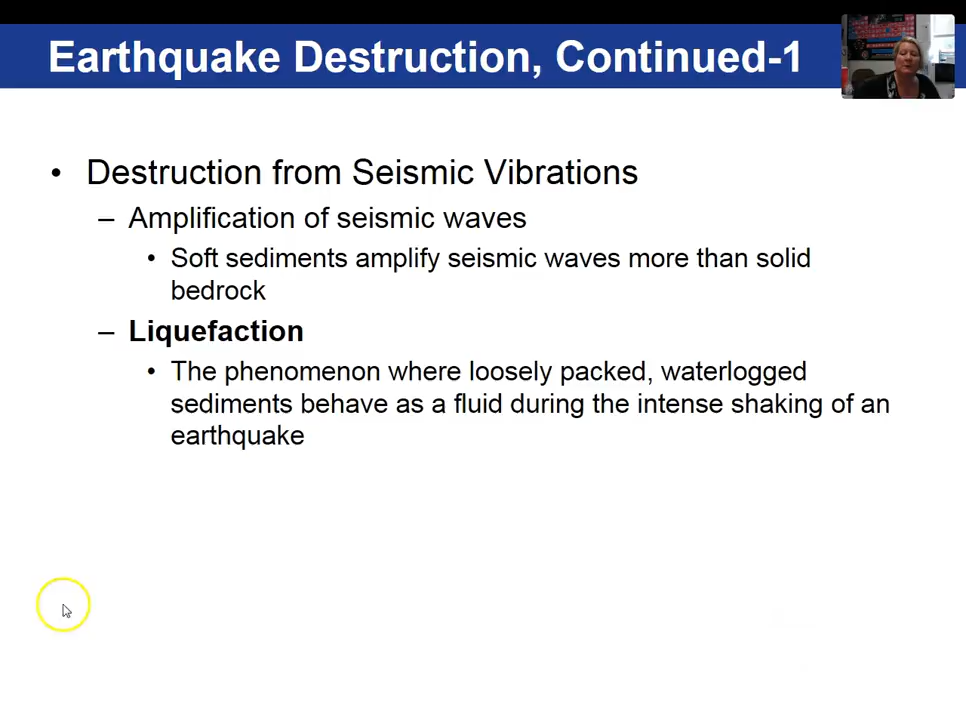 Earthquake Destruction, Continued-1
• Destruction from Seismic Vibrations
– Amplification of seismic waves
• Soft sediments amplify seismic waves more than solid
bedrock
– Liquefaction
• The phenomenon where loosely packed, waterlogged
sediments behave as a fluid during the intense shaking of an
earthquake